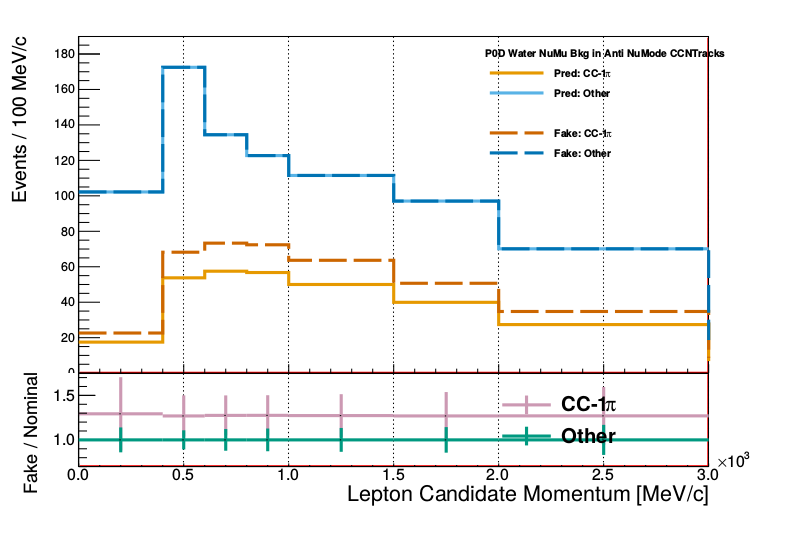 Events / 100 MeV/c
180
160
140
120
100
80
60
40
20
0
P0D Water NuMu Bkg in Anti NuMode CCNTracks
Pred: CC-1π
Pred: Other
Fake: CC-1π
Fake: Other
Fake / Nominal
1.5
1.0
CC-1π
Other
0.0 0.5 1.0 1.5 2.0 2.5 3.0
×10³
Lepton Candidate Momentum [MeV/c]